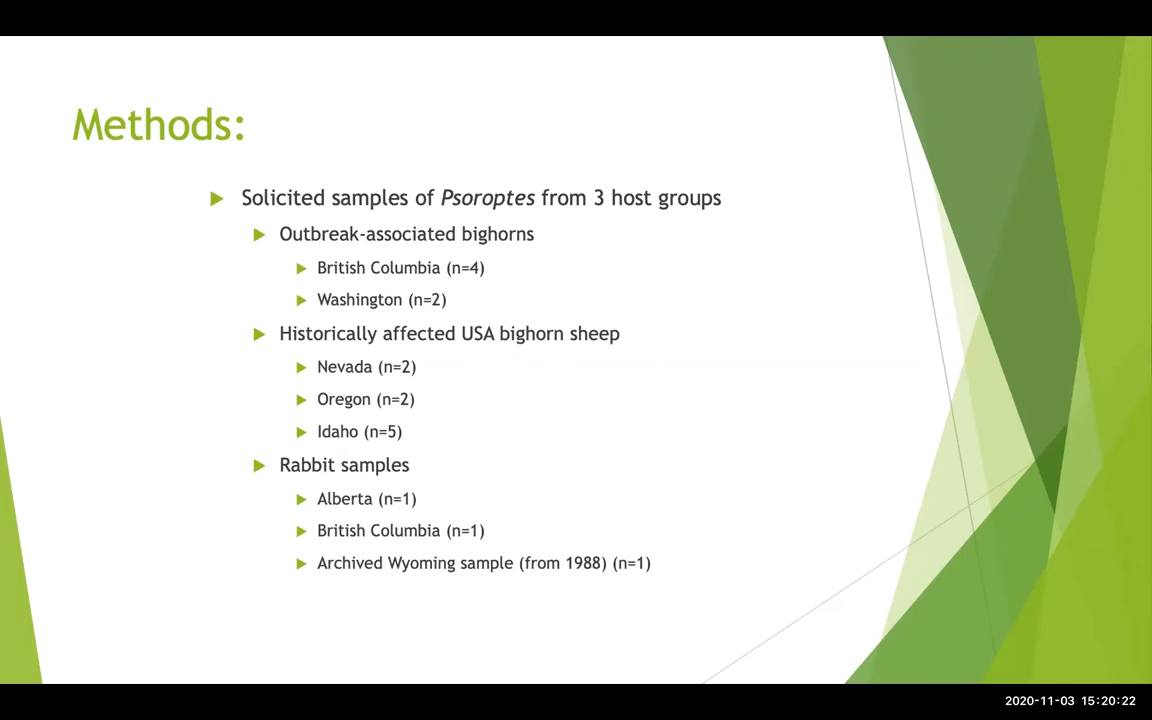 Methods:
Solicited samples of Psoroptes from 3 host groups
Outbreak-associated bighorns
British Columbia (n=4)
Washington (n=2)
Historically affected USA bighorn sheep
Nevada (n=2)
Oregon (n=2)
Idaho (n=5)
Rabbit samples
Alberta (n=1)
British Columbia (n=1)
Archived Wyoming sample (from 1988) (n=1)
2020-11-03 15:20:22